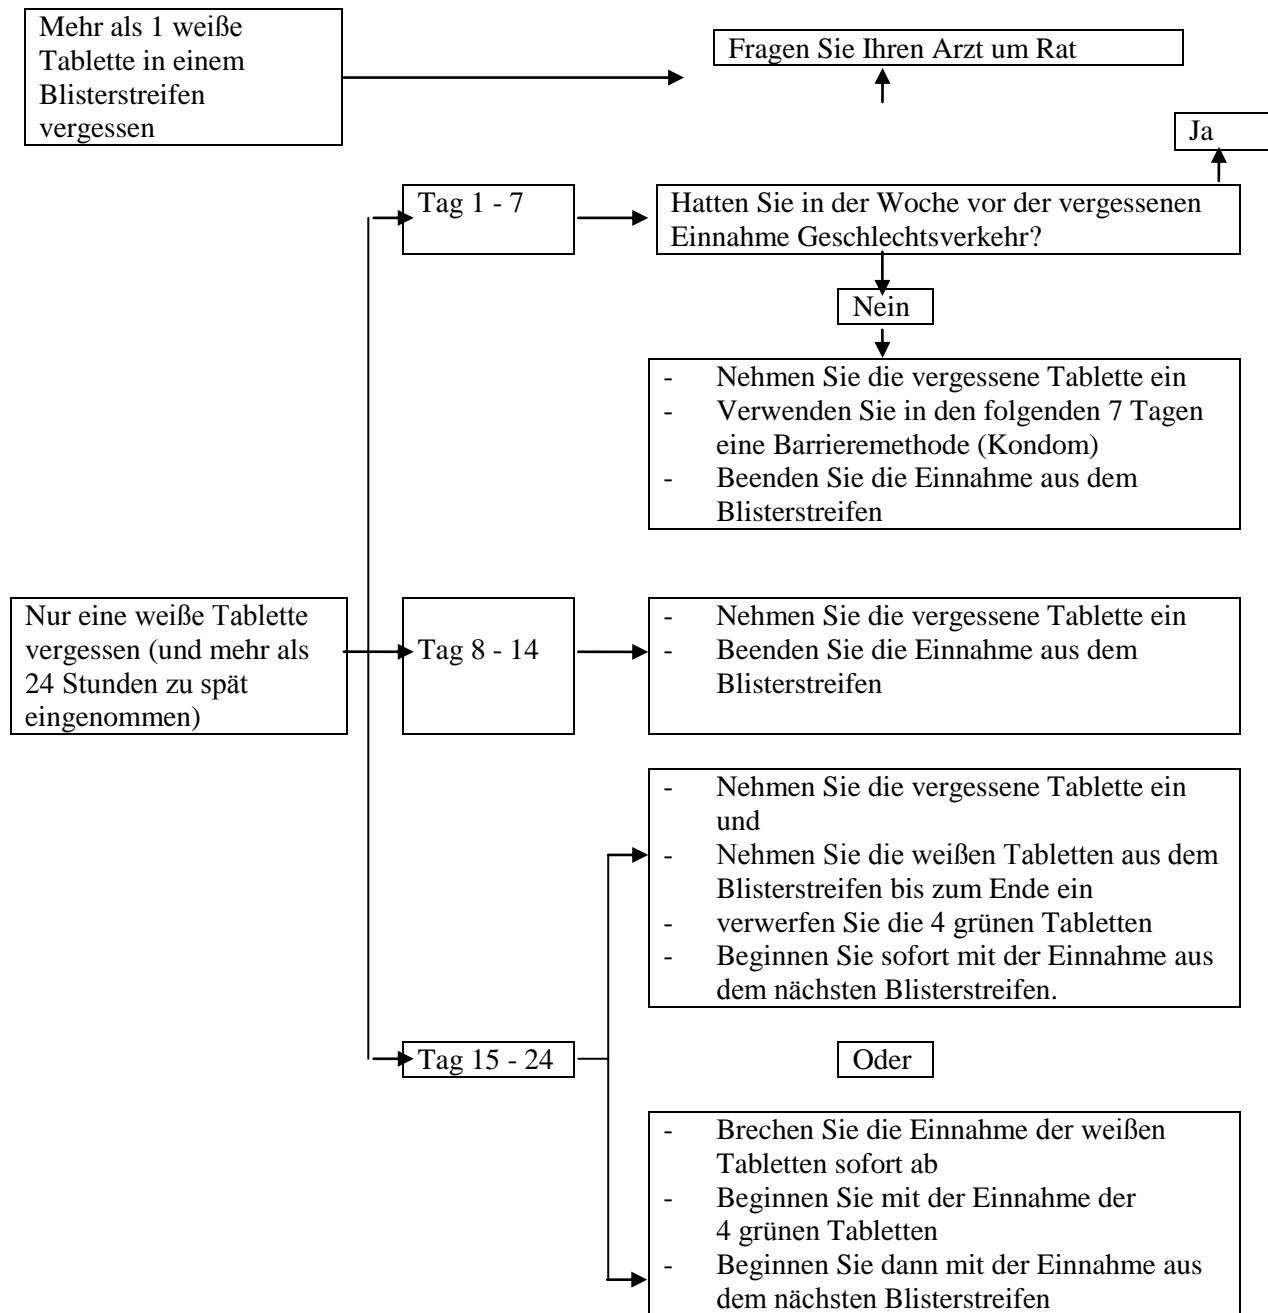 Mehr als 1 weiße
Tablette in einem
Blisterstreifen
vergessen
Fragen Sie Ihren Arzt um Rat
Ja
Tag 1 - 7
Hatten Sie in der Woche vor der vergessenen
Einnahme Geschlechtsverkehr?
Nein
- Nehmen Sie die vergessene Tablette ein
- Verwenden Sie in den folgenden 7 Tagen
eine Barrieremethode (Kondom)
- Beenden Sie die Einnahme aus dem
Blisterstreifen
Nur eine weiße Tablette
vergessen (und mehr als
24 Stunden zu spät
eingenommen)
Tag 8 - 14
- Nehmen Sie die vergessene Tablette ein
- Beenden Sie die Einnahme aus dem
Blisterstreifen
- Nehmen Sie die vergessene Tablette ein
und
- Nehmen Sie die weißen Tabletten aus dem
Blisterstreifen bis zum Ende ein
- verwerfen Sie die 4 grünen Tabletten
- Beginnen Sie sofort mit der Einnahme aus
dem nächsten Blisterstreifen.
Tag 15 - 24
Oder
- Brechen Sie die Einnahme der weißen
Tabletten sofort ab
- Beginnen Sie mit der Einnahme der
4 grünen Tabletten
- Beginnen Sie dann mit der Einnahme aus
dem nächsten Blisterstreifen